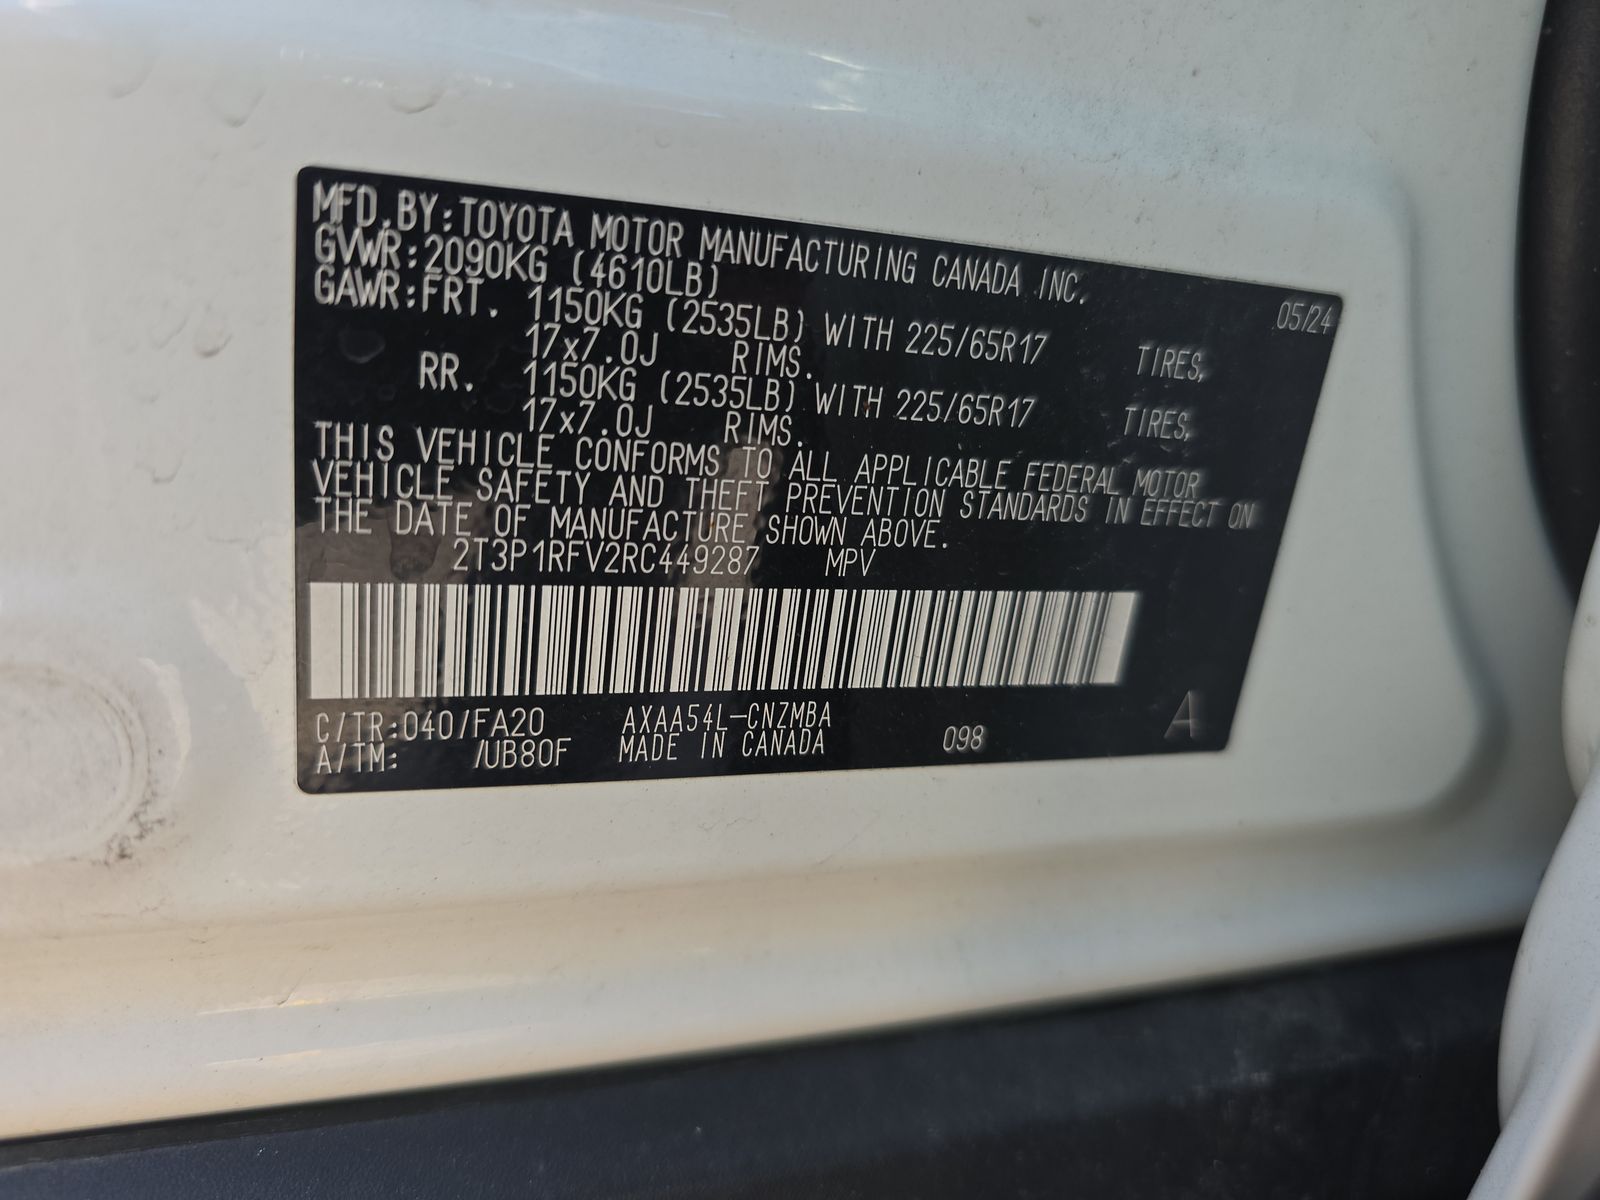 MFD.BY:TOYOTA MOTOR MANUFACTURING CANADA INC. 05/24
GVWR:2090KG (4610LB)
GAWR:FRT. 1150KG (2535LB) WITH 225/65R17 TIRES,
17x7.0J RIMS.
RR. 1150KG (2535LB) WITH 225/65R17 TIRES,
17x7.0J RIMS.
THIS VEHICLE CONFORMS TO ALL APPLICABLE FEDERAL MOTOR
VEHICLE SAFETY AND THEFT PREVENTION STANDARDS IN EFFECT ON
THE DATE OF MANUFACTURE SHOWN ABOVE.
2T3P1RFV2RC449287 MPV
C/TR:040/FA20 AXAA54L-CNZMBA
A/TM: /UB80F MADE IN CANADA 098 A